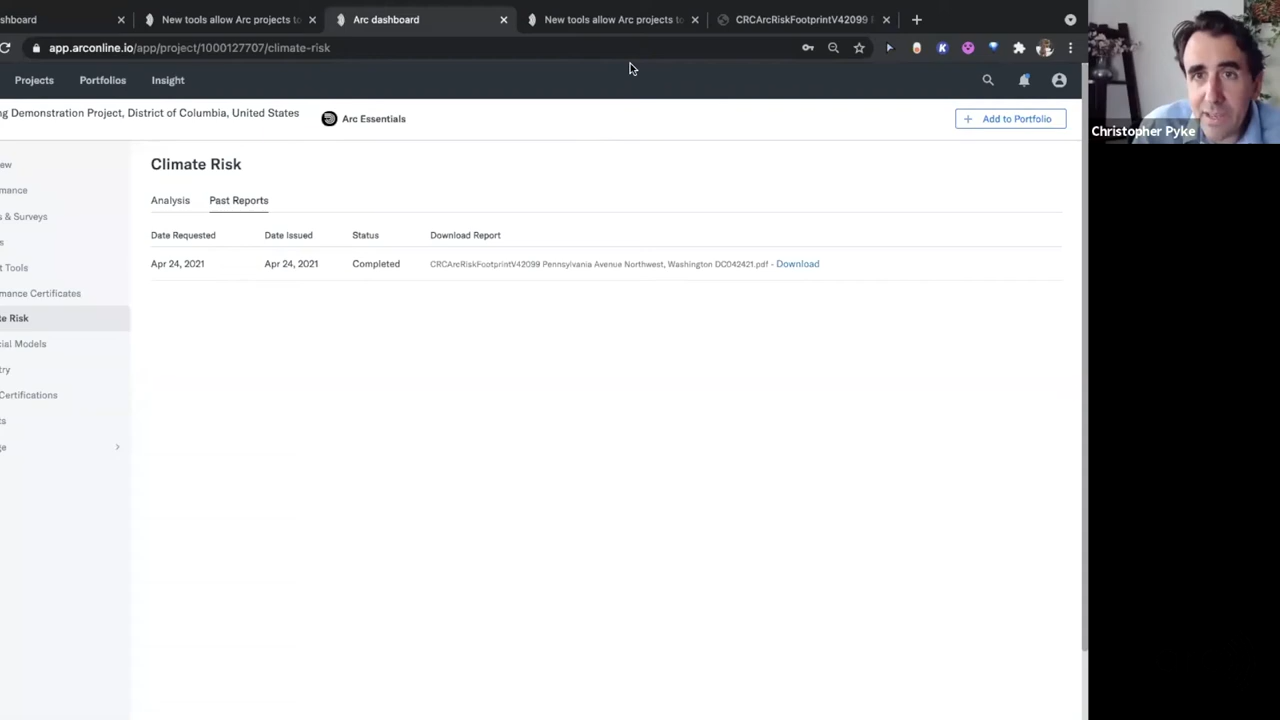 shboard
New tools allow Arc projects to
Arc dashboard
New tools allow Arc projects to
CRCArcRiskFootprintV42099
app.arconline.io/app/project/1000127707/climate-risk
Projects
Portfolios
Insight
ng Demonstration Project, District of Columbia, United States
Arc Essentials
+ Add to Portfolio
Christopher Pyke
ew
mance
s & Surveys
s
t Tools
mance Certificates
te Risk
cial Models
try
Certifications
ts
ge
Climate Risk
Analysis
Past Reports
Date Requested
Date Issued
Status
Download Report
Apr 24, 2021
Apr 24, 2021
Completed
CRCArcRiskFootprintV42099 Pennsylvania Avenue Northwest, Washington DC042421.pdf - Download